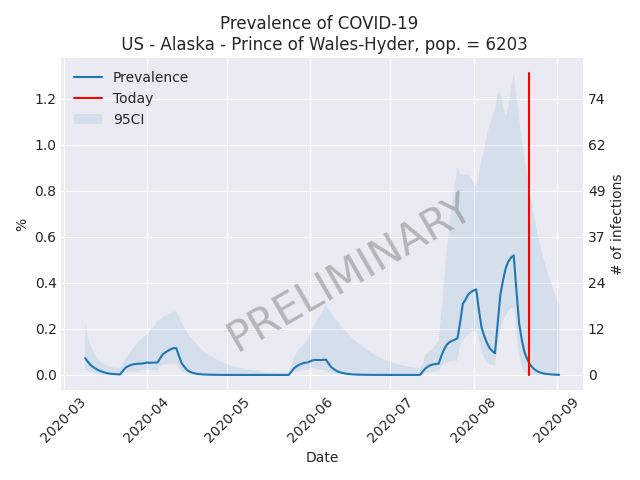 Prevalence of COVID-19
US - Alaska - Prince of Wales-Hyder, pop. = 6203
Prevalence
Today
95CI
1.2
1.0
0.8
0.6
0.4
0.2
0.0
%
74
62
49
37
24
12
0
# of infections
PRELIMINARY
2020-03
2020-04
2020-05
2020-06
2020-07
2020-08
2020-09
Date